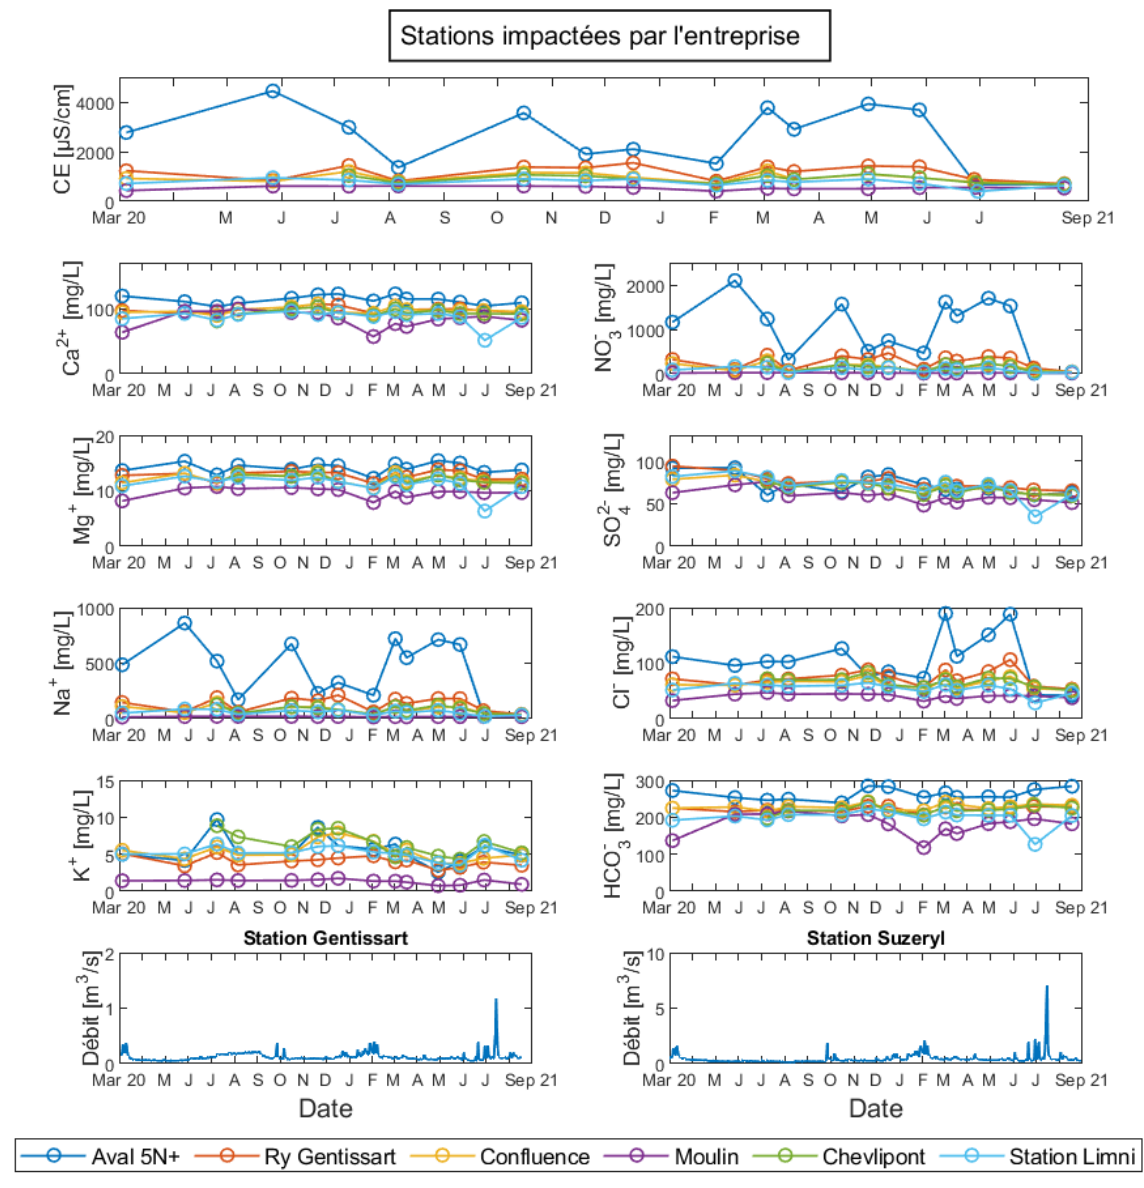 Stations impactées par l'entreprise
CE [µS/cm]
4000
2000
0
Mar 20 M J J A S O N D J F M A M J J Sep 21
Ca2+ [mg/L]
100
0
Mar 20 M J J A S O N D J F M A M J J Sep 21
NO3- [mg/L]
2000
1000
0
Mar 20 M J J A S O N D J F M A M J J Sep 21
Mg+ [mg/L]
20
10
0
Mar 20 M J J A S O N D J F M A M J J Sep 21
SO42- [mg/L]
100
50
0
Mar 20 M J J A S O N D J F M A M J J Sep 21
Na+ [mg/L]
1000
500
0
Mar 20 M J J A S O N D J F M A M J J Sep 21
Cl- [mg/L]
200
100
0
Mar 20 M J J A S O N D J F M A M J J Sep 21
K+ [mg/L]
15
10
5
0
Mar 20 M J J A S O N D J F M A M J J Sep 21
HCO3- [mg/L]
300
200
100
0
Mar 20 M J J A S O N D J F M A M J J Sep 21
Station Gentissart
Débit [m3/s]
2
1
0
Mar 20 M J J A S O N D J F M A M J J Sep 21
Date
Station Suzeryl
Débit [m3/s]
10
5
0
Mar 20 M J J A S O N D J F M A M J J Sep 21
Date
Aval 5N+ Ry Gentissart Confluence Moulin Chevlipont Station Limni